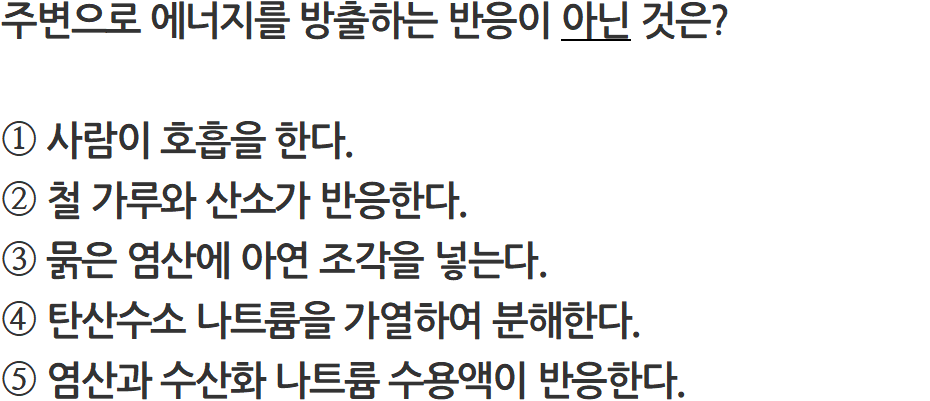 주변으로 에너지를 방출하는 반응이 아닌 것은?
① 사람이 호흡을 한다.
② 철 가루와 산소가 반응한다.
③ 묽은 염산에 아연 조각을 넣는다.
④ 탄산수소 나트륨을 가열하여 분해한다.
⑤ 염산과 수산화 나트륨 수용액이 반응한다.